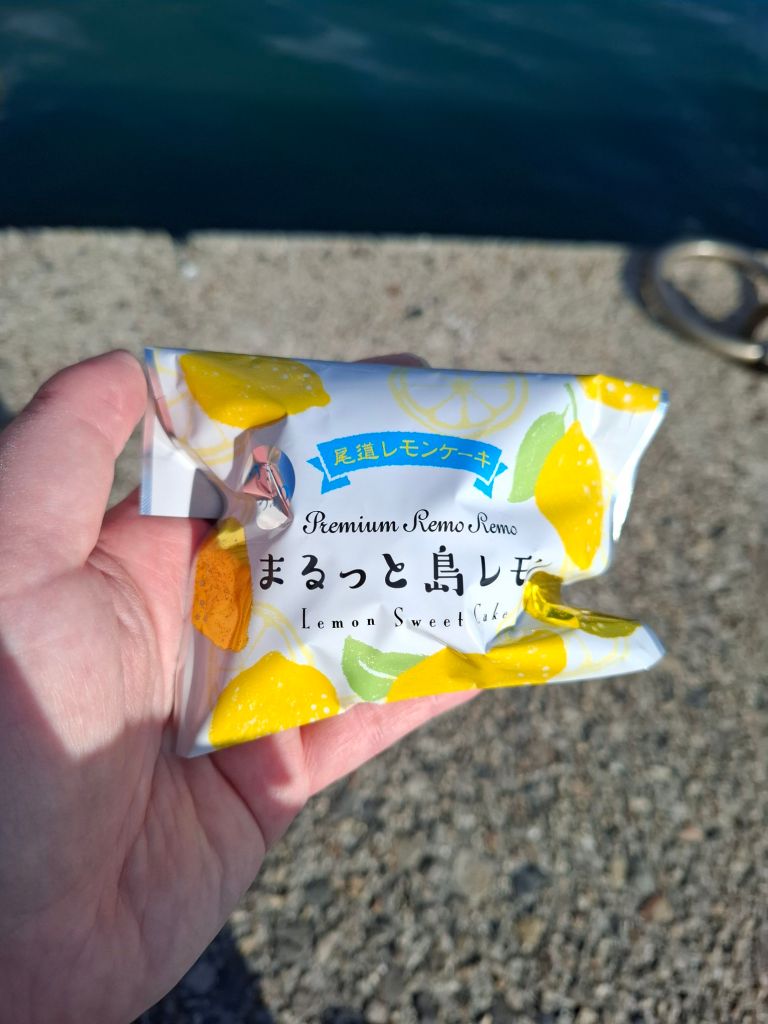 尾道レモンケーキ
Premium Remo Remo
まるっと島レモ
Lemon Sweet Cake